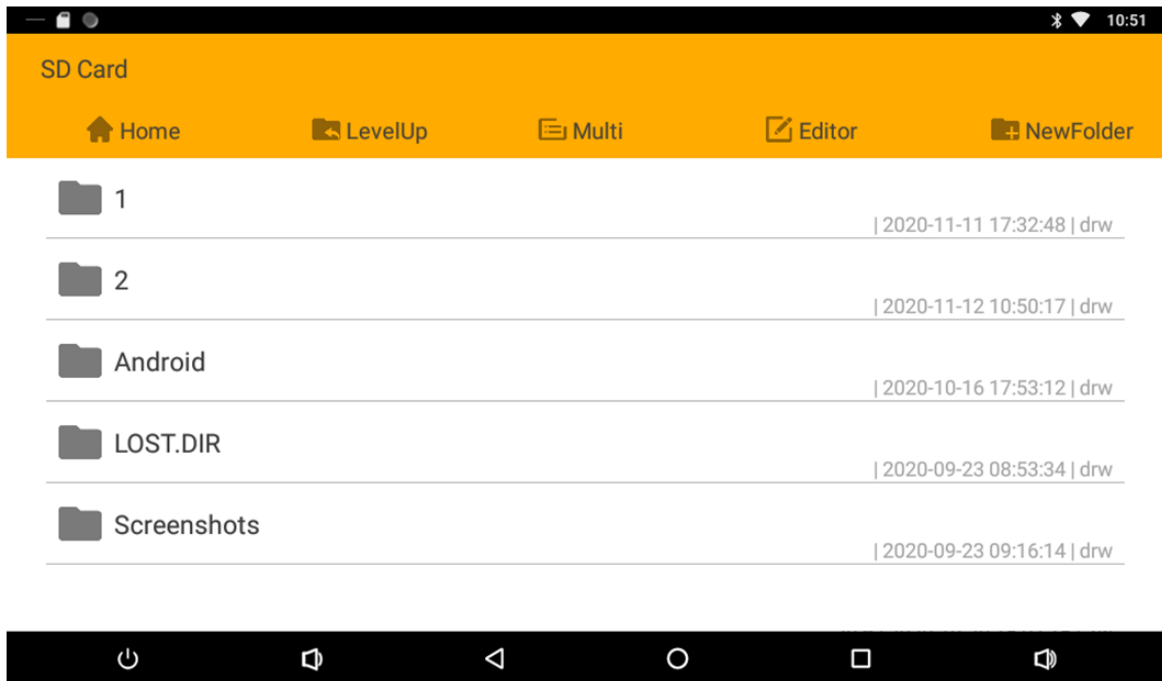 10:51
SD Card
Home LevelUp Multi Editor NewFolder
1
| 2020-11-11 17:32:48 | drw
2
| 2020-11-12 10:50:17 | drw
Android
| 2020-10-16 17:53:12 | drw
LOST.DIR
| 2020-09-23 08:53:34 | drw
Screenshots
| 2020-09-23 09:16:14 | drw